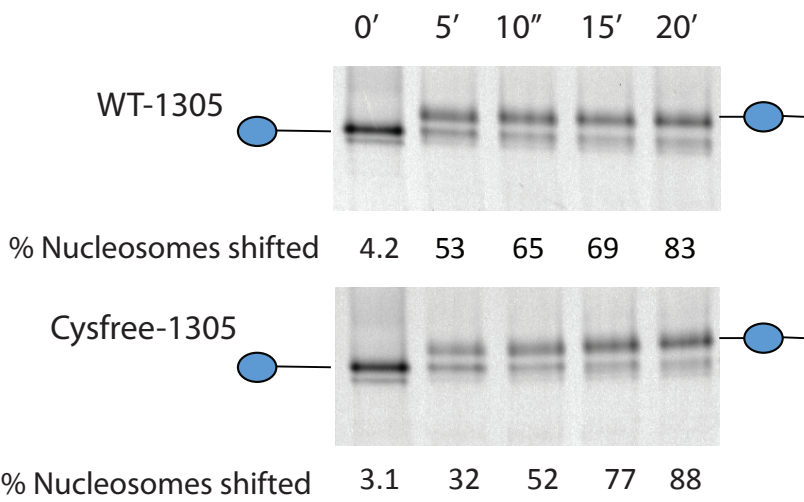 0′ 5′ 10″ 15′ 20′
WT-1305
% Nucleosomes shifted 4.2 53 65 69 83
Cysfree-1305
% Nucleosomes shifted 3.1 32 52 77 88